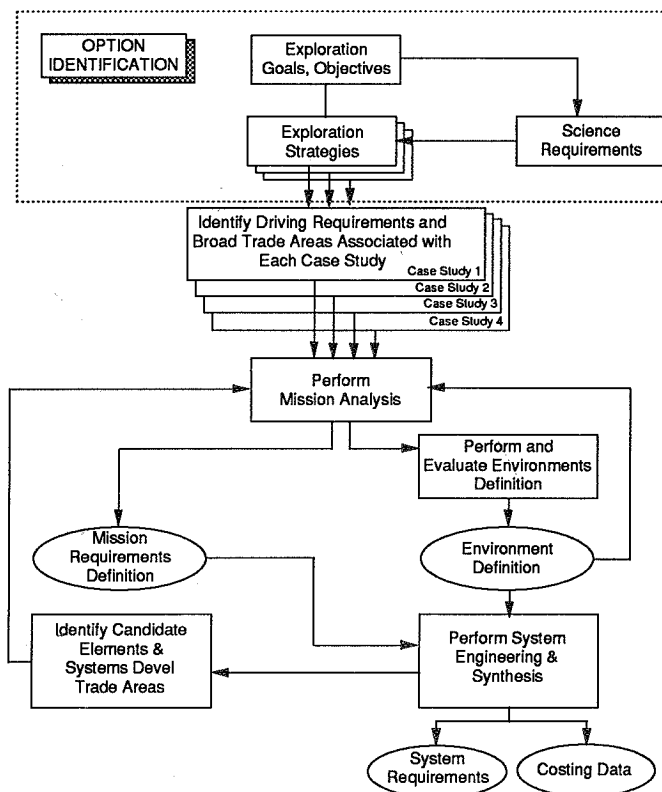 OPTION
IDENTIFICATION
Exploration
Goals, Objectives
Exploration
Strategies
Science
Requirements
Identify Driving Requirements and
Broad Trade Areas Associated with
Each Case Study
Case Study 1
Case Study 2
Case Study 3
Case Study 4
Perform
Mission Analysis
Perform and
Evaluate Environments
Definition
Mission
Requirements
Definition
Environment
Definition
Identify Candidate
Elements &
Systems Devel
Trade Areas
Perform System
Engineering &
Synthesis
System
Requirements
Costing Data